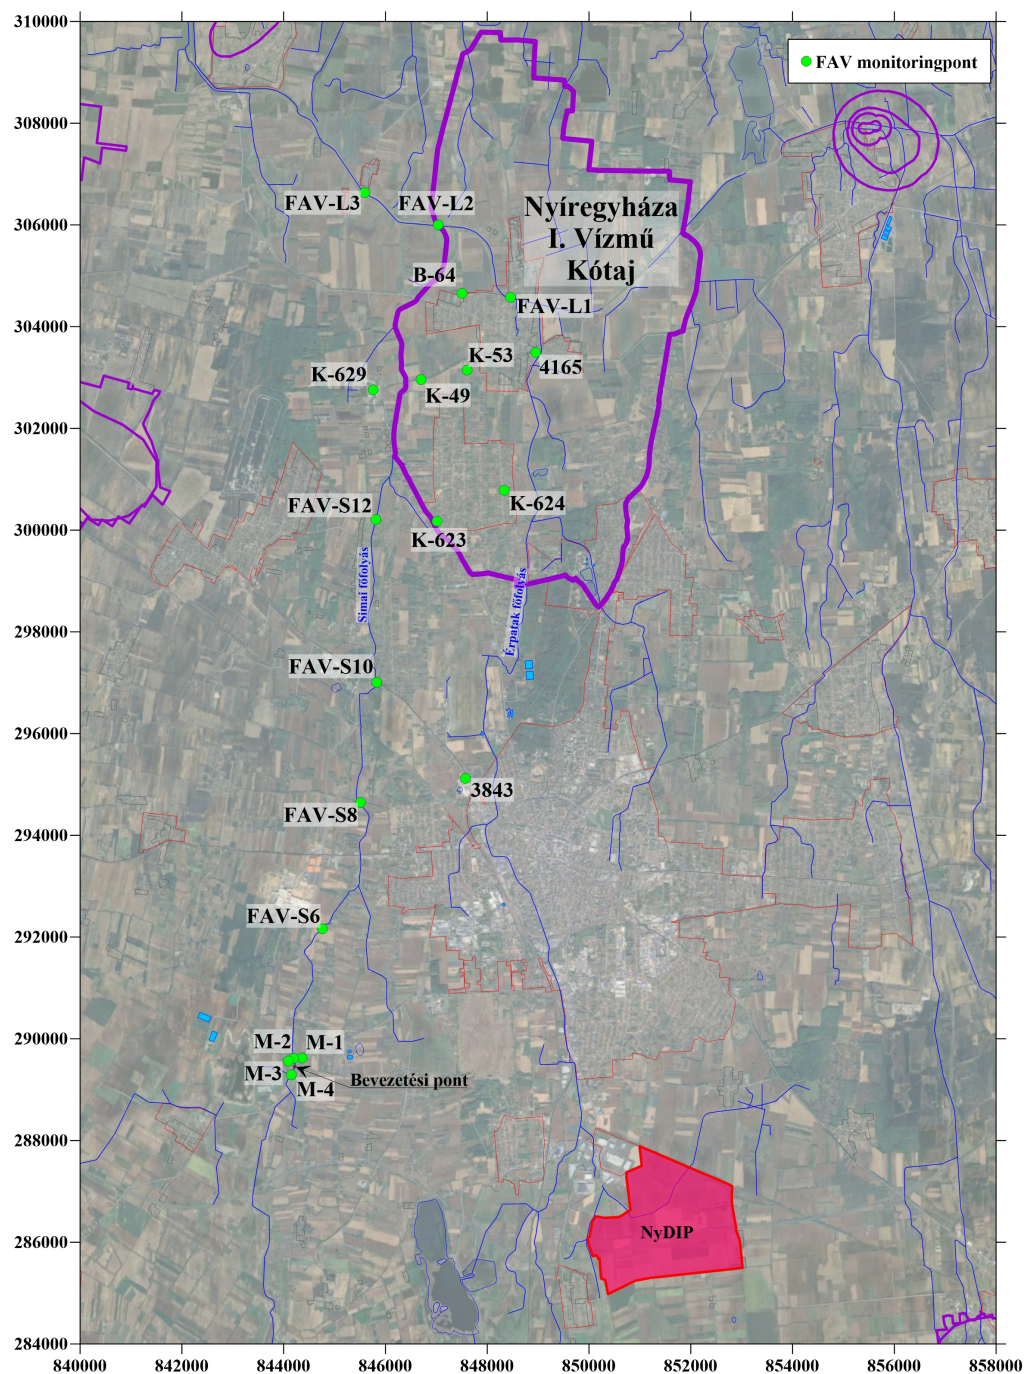 310000
FAV monitoringpont
308000
FAV-L3
FAV-L2
306000
Nyíregyháza
I. Vízmű
Kótaj
B-64
FAV-L1
304000
K-53
4165
K-629
K-49
302000
K-624
FAV-S12
300000
K-623
Simai főfolyás
Érpatak főfolyás
298000
FAV-S10
296000
3843
FAV-S8
294000
FAV-S6
292000
290000
M-2
M-1
M-3
Bevezetési pont
M-4
288000
NyDIP
286000
284000
840000 842000 844000 846000 848000 850000 852000 854000 856000 858000